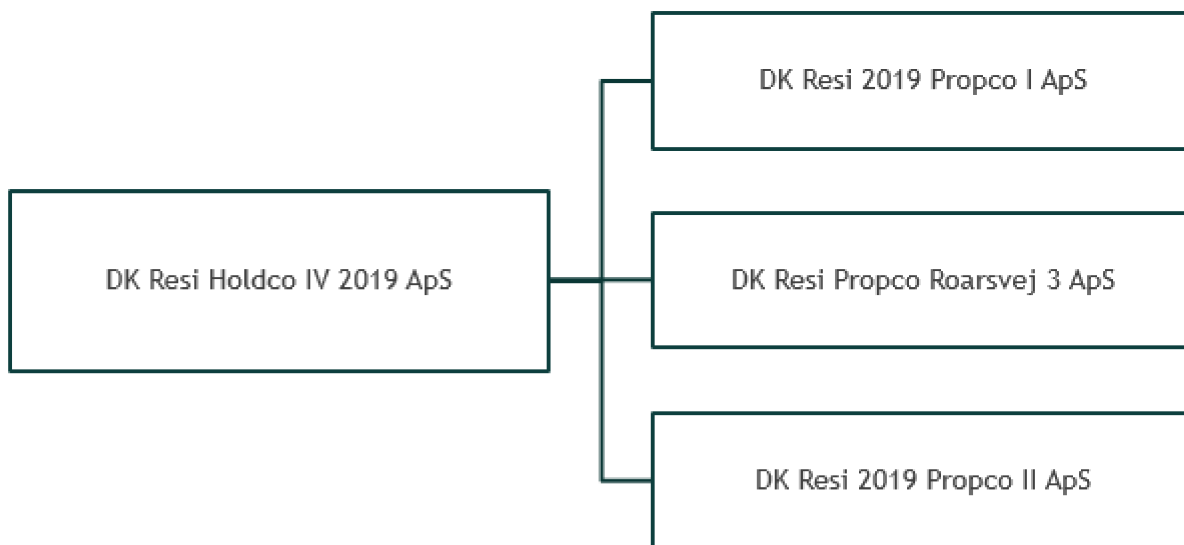 DK Resi 2019 Propco I ApS
DK Resi Holdco IV 2019 ApS
DK Resi Propco Roarsvej 3 ApS
DK Resi 2019 Propco II ApS